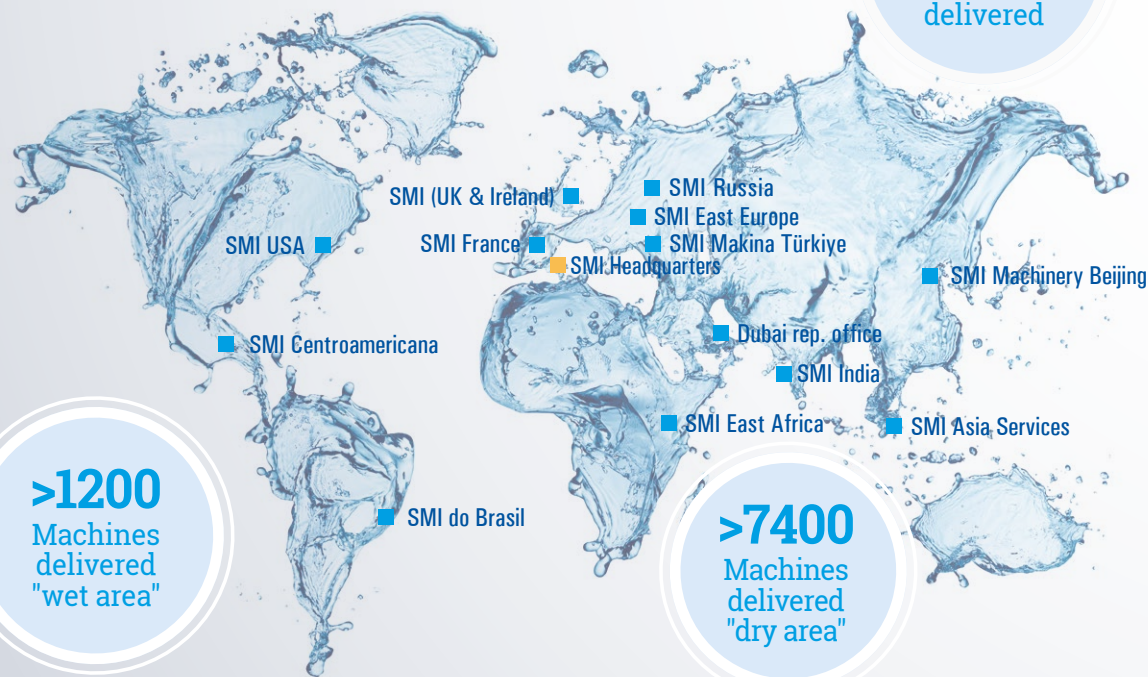 delivered
SMI (UK & Ireland)
SMI Russia
SMI East Europe
SMI USA
SMI France
SMI Makina Türkiye
SMI Headquarters
SMI Machinery Beijing
Dubai rep. office
SMI Centroamericana
SMI India
SMI East Africa
SMI Asia Services
>1200
Machines
delivered
"wet area"
SMI do Brasil
>7400
Machines
delivered
"dry area"